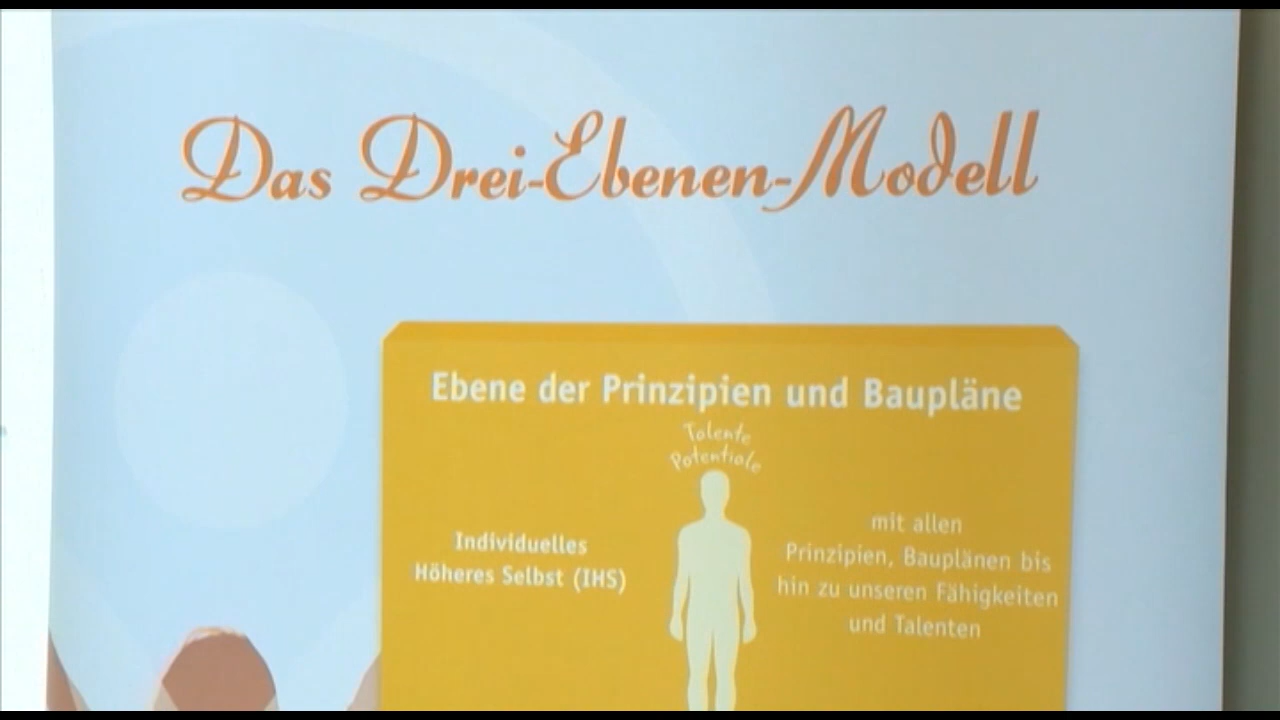 Das Drei-Ebenen-Modell
Ebene der Prinzipien und Baupläne
Talente
Potentiale
Individuelles
Höheres Selbst (IHS)
mit allen
Prinzipien, Bauplänen bis
hin zu unseren Fähigkeiten
und Talenten